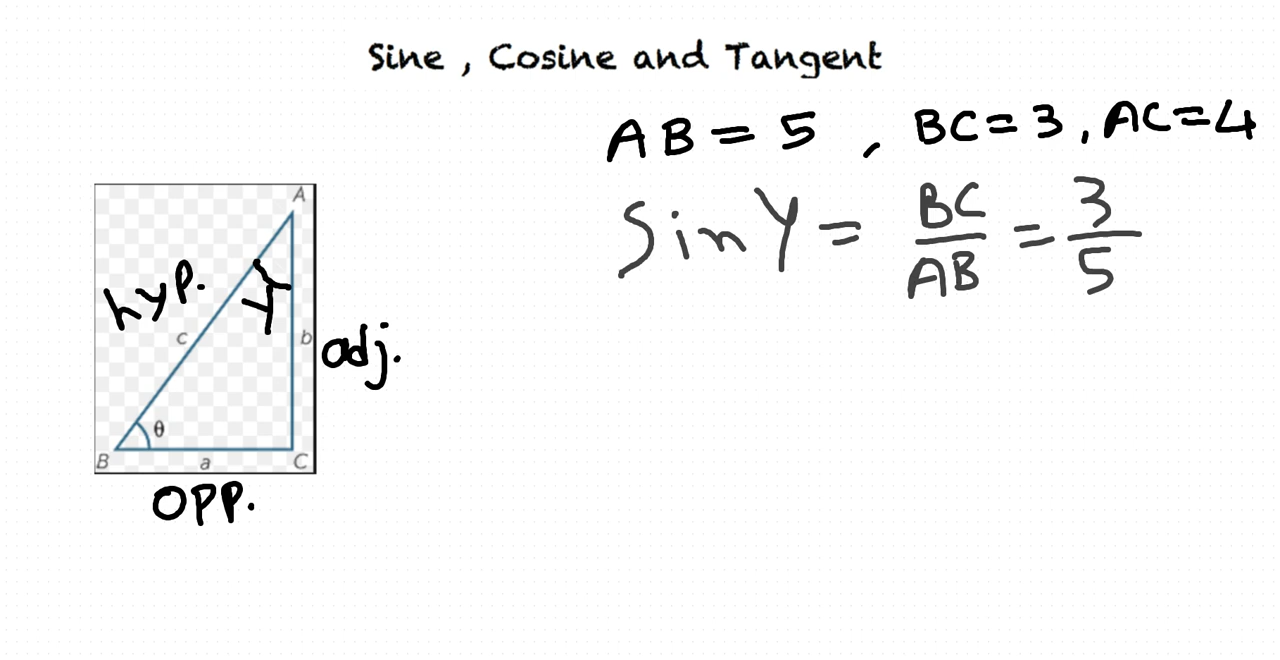 Sine , Cosine and Tangent
AB = 5 , BC = 3, AC = 4
Sin Y = BC/AB = 3/5
A
hyp.
Y
c
b
adj.
θ
B
a
C
opp.